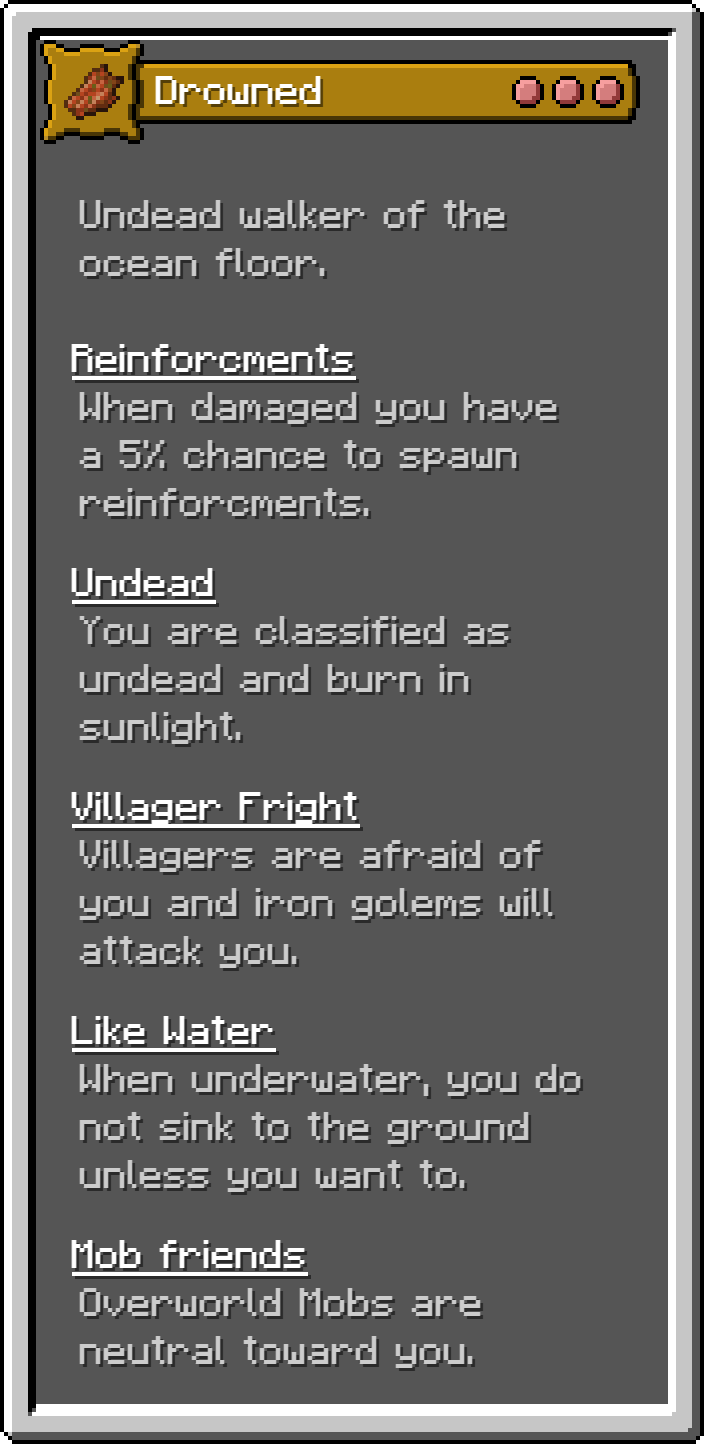 Drowned
Undead walker of the
ocean floor.
Reinforcments
When damaged you have
a 5% chance to spawn
reinforcments.
Undead
You are classified as
undead and burn in
sunlight.
Villager Fright
Villagers are afraid of
you and iron golems will
attack you.
Like Water
When underwater, you do
not sink to the ground
unless you want to.
Mob friends
Overworld Mobs are
neutral toward you.